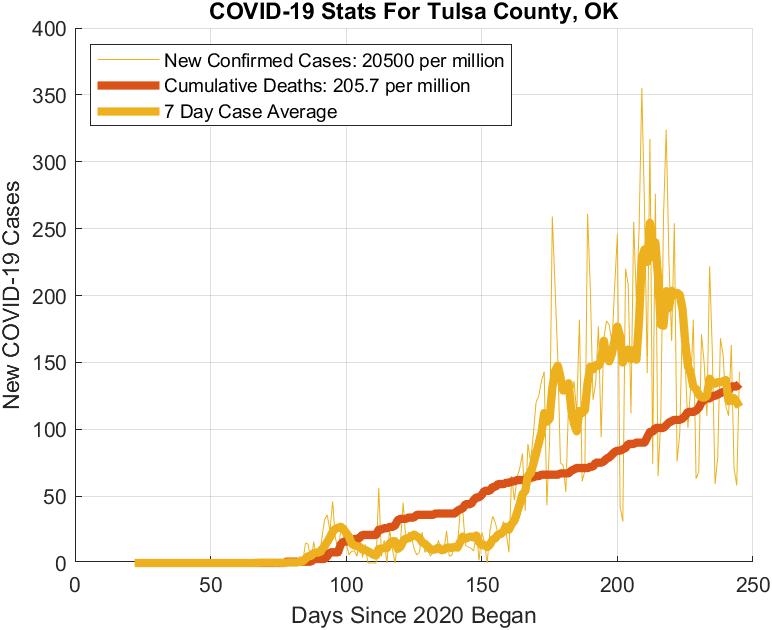 COVID-19 Stats For Tulsa County, OK
400
350
300
250
200
150
100
50
0
New COVID-19 Cases
New Confirmed Cases: 20500 per million
Cumulative Deaths: 205.7 per million
7 Day Case Average
0 50 100 150 200 250
Days Since 2020 Began